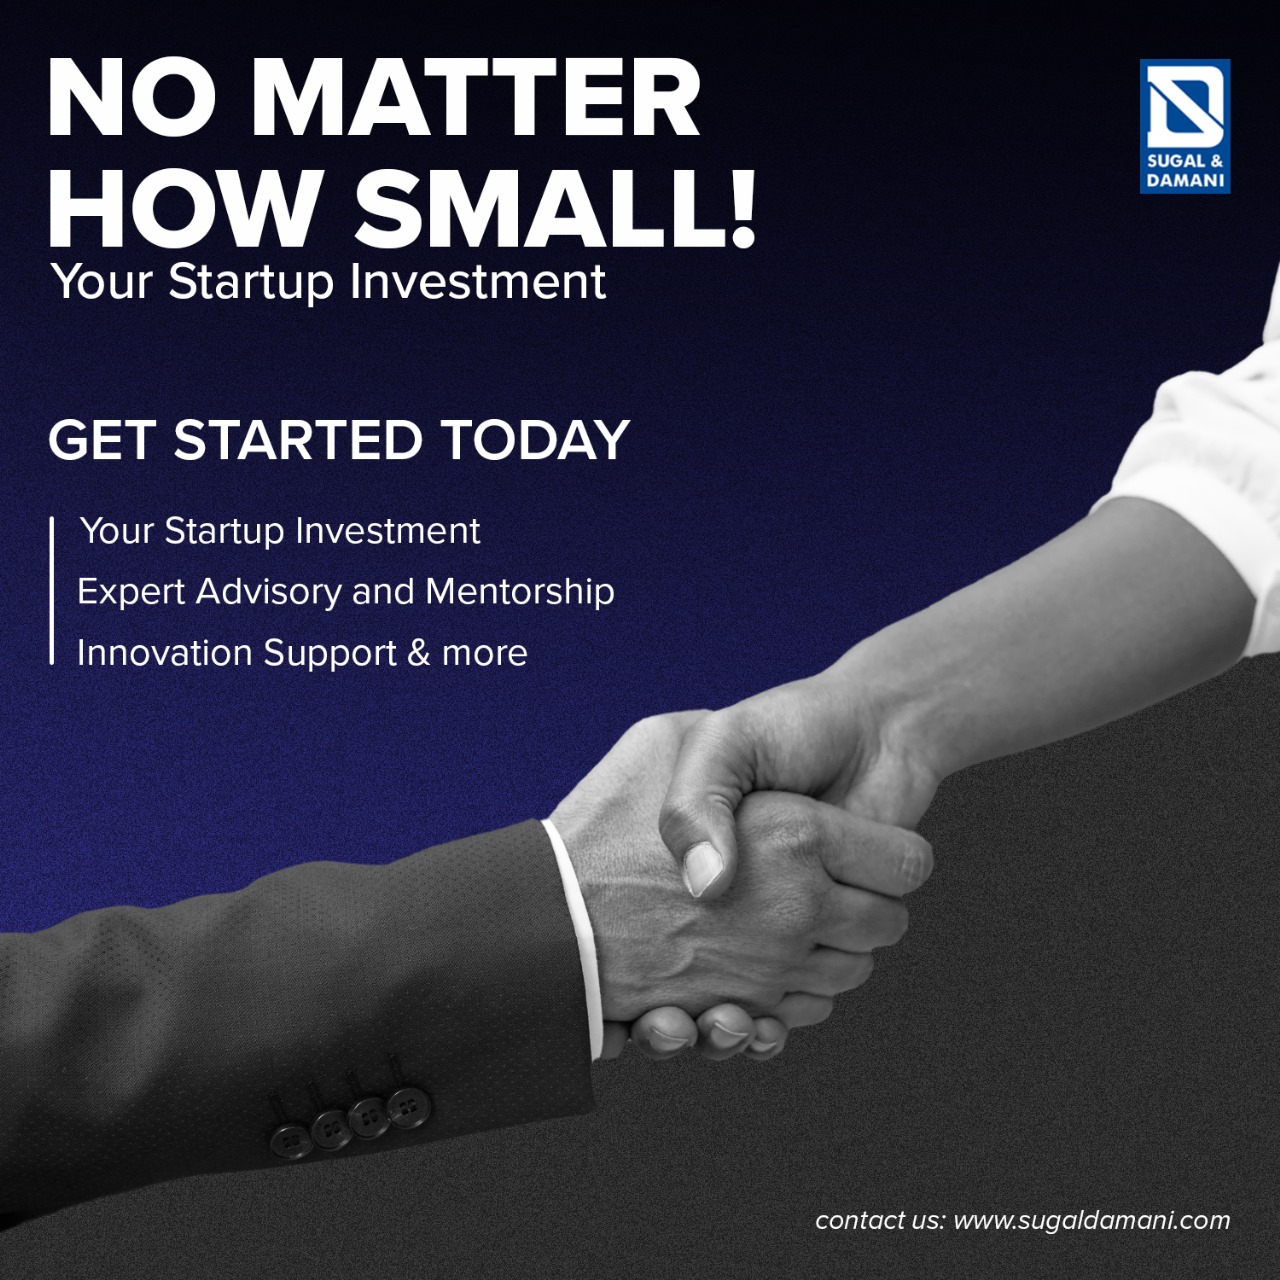 NO MATTER
HOW SMALL!
Your Startup Investment
SUGAL &
DAMANI
GET STARTED TODAY
Your Startup Investment
Expert Advisory and Mentorship
Innovation Support & more
contact us: www.sugaldamani.com